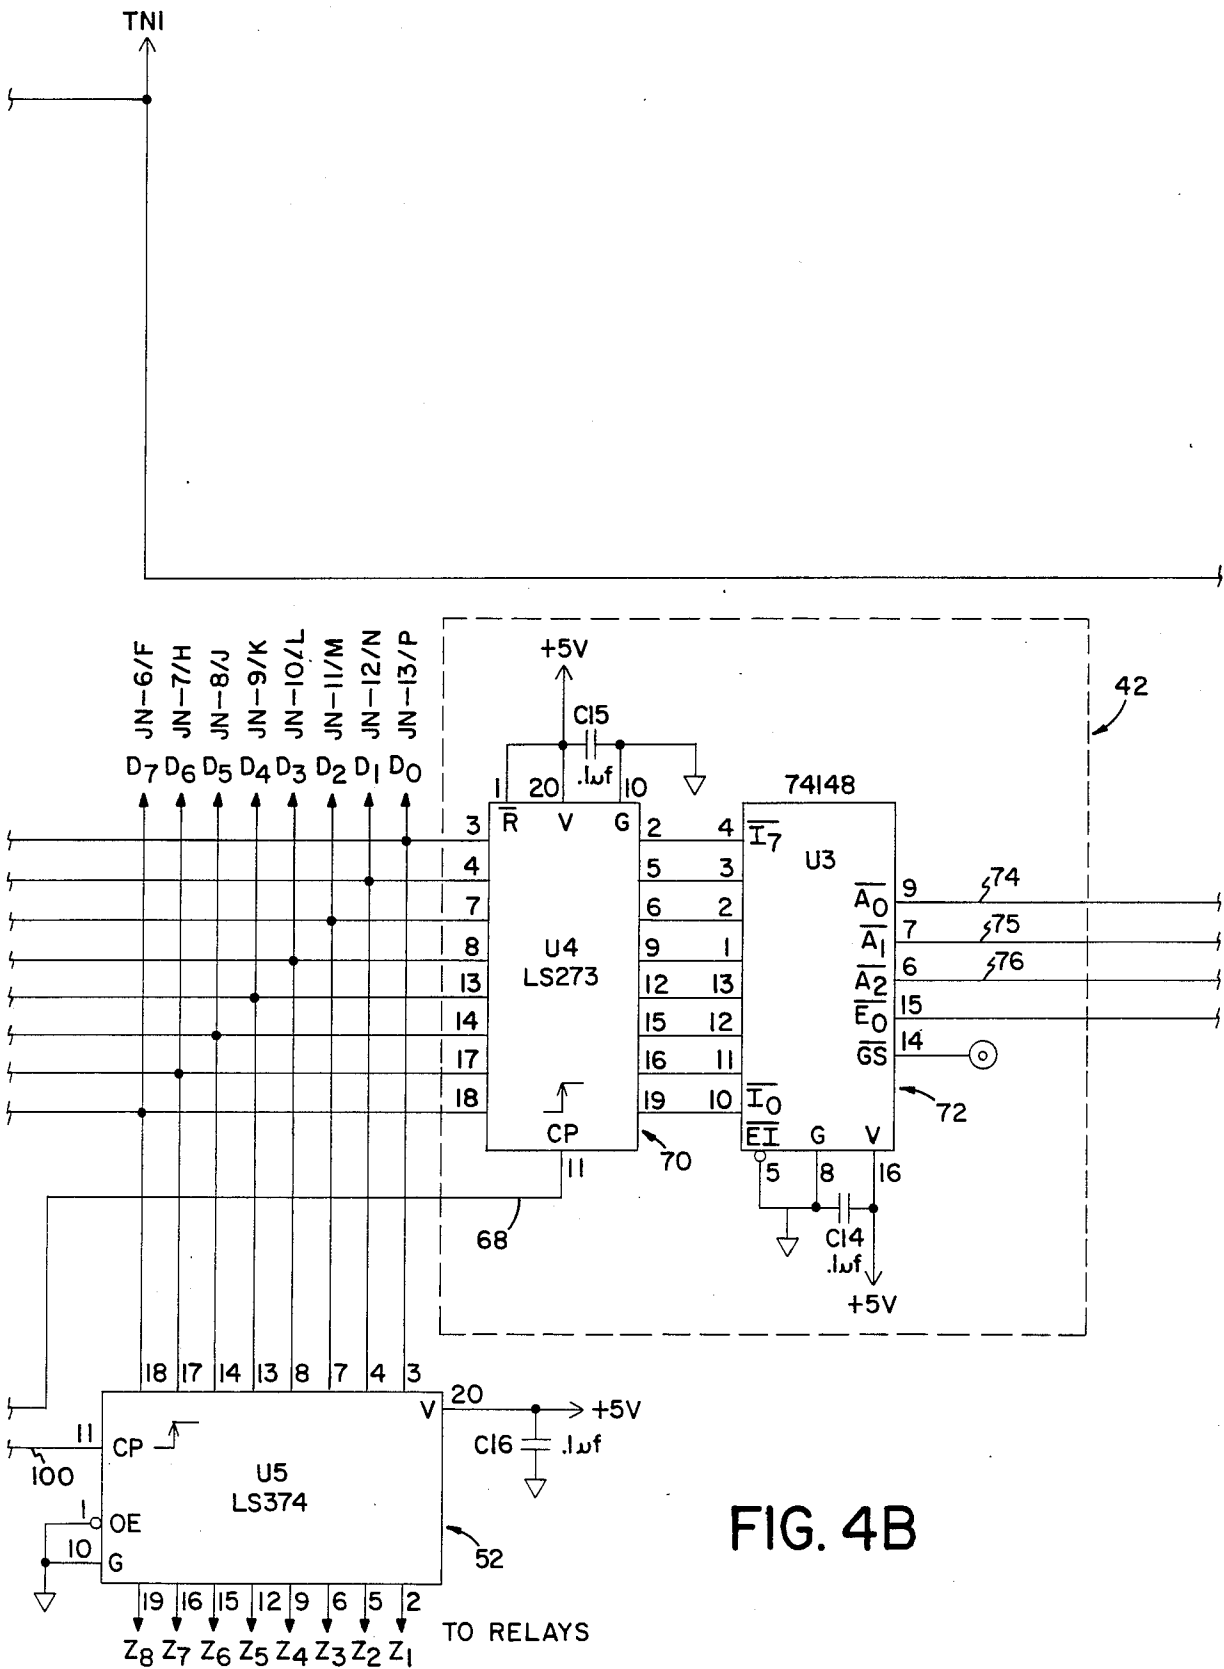 TN1
JN-6/F
JN-7/H
JN-8/J
JN-9/K
JN-10/L
JN-11/M
JN-12/N
JN-13/P
D7 D6 D5 D4 D3 D2 D1 D0
+5V
C15
.1uf
1 20 10
R V G
3 2
4 5
7 6
8 9
13 12
14 15
17 16
18 19
U4
LS273
CP
11
70
68
42
74148
U3
4 I7
3
2
1
13
12
11
10 I0
A0 9 74
A1 7 75
A2 6 76
E0 15
GS 14
EI G V
5 8 16
72
C14
.1uf
+5V
18 17 14 13 8 7 4 3
V 20
+5V
C16 .1uf
11 CP
100
U5
LS374
1 OE
10 G
52
19 16 15 12 9 6 5 2
Z8 Z7 Z6 Z5 Z4 Z3 Z2 Z1
TO RELAYS
FIG. 4B